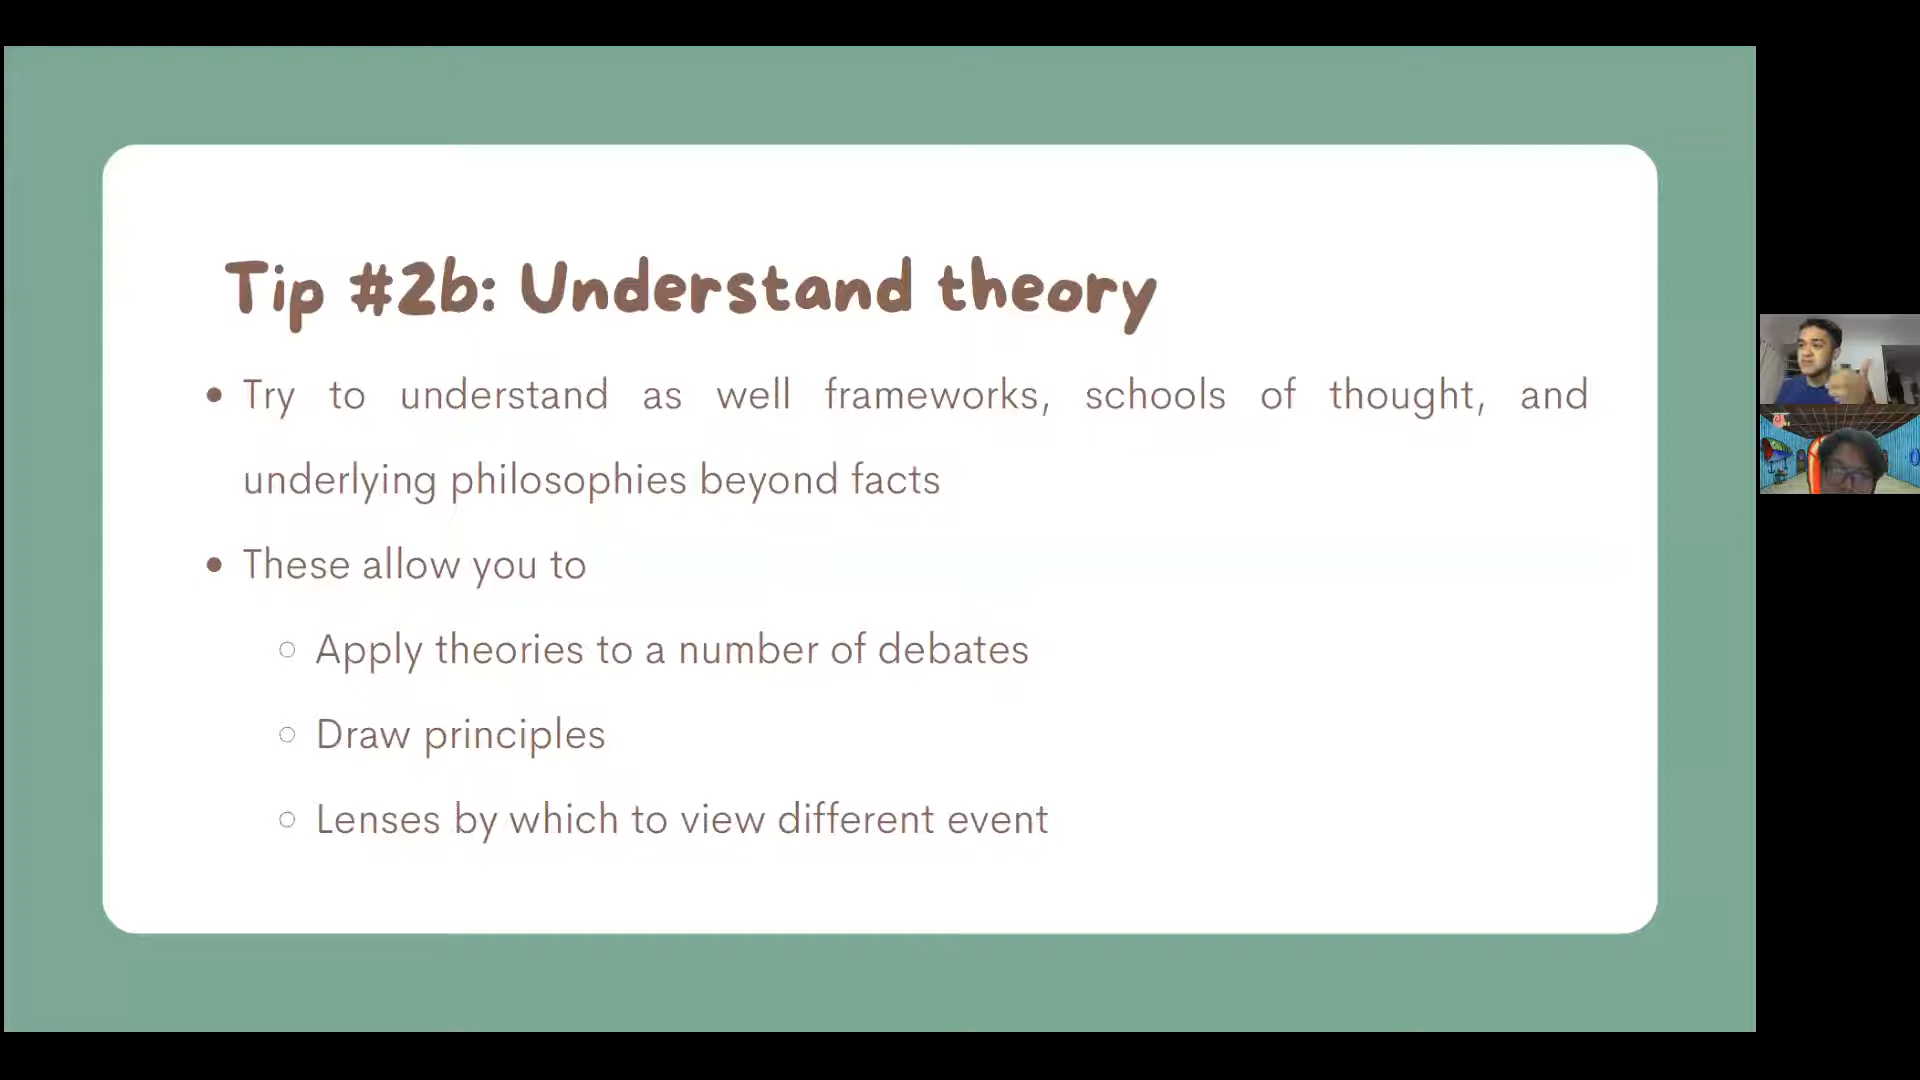 Tip #2b: Understand theory
• Try to understand as well frameworks, schools of thought, and
underlying philosophies beyond facts
• These allow you to
○ Apply theories to a number of debates
○ Draw principles
○ Lenses by which to view different event